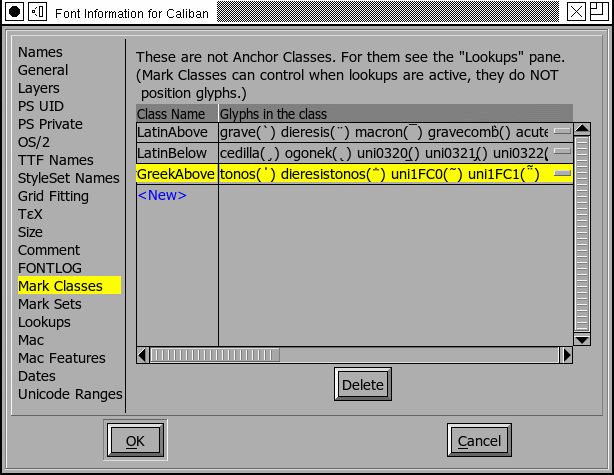 Font Information for Caliban
Names
General
Layers
PS UID
PS Private
OS/2
TTF Names
StyleSet Names
Grid Fitting
ΤεΧ
Size
Comment
FONTLOG
Mark Classes
Mark Sets
Lookups
Mac
Mac Features
Dates
Unicode Ranges
These are not Anchor Classes. For them see the "Lookups" pane.
(Mark Classes can control when lookups are active, they do NOT
position glyphs.)
Class Name Glyphs in the class
LatinAbove grave(`) dieresis(¨) macron(¯) gravecomb(̀) acute
LatinBelow cedilla(¸) ogonek(˛) uni0320(̠) uni0321(̡) uni0322(
GreekAbove tonos(΄) dieresistonos(΅) uni1FC0(῀) uni1FC1(῁)
<New>
Delete
OK Cancel